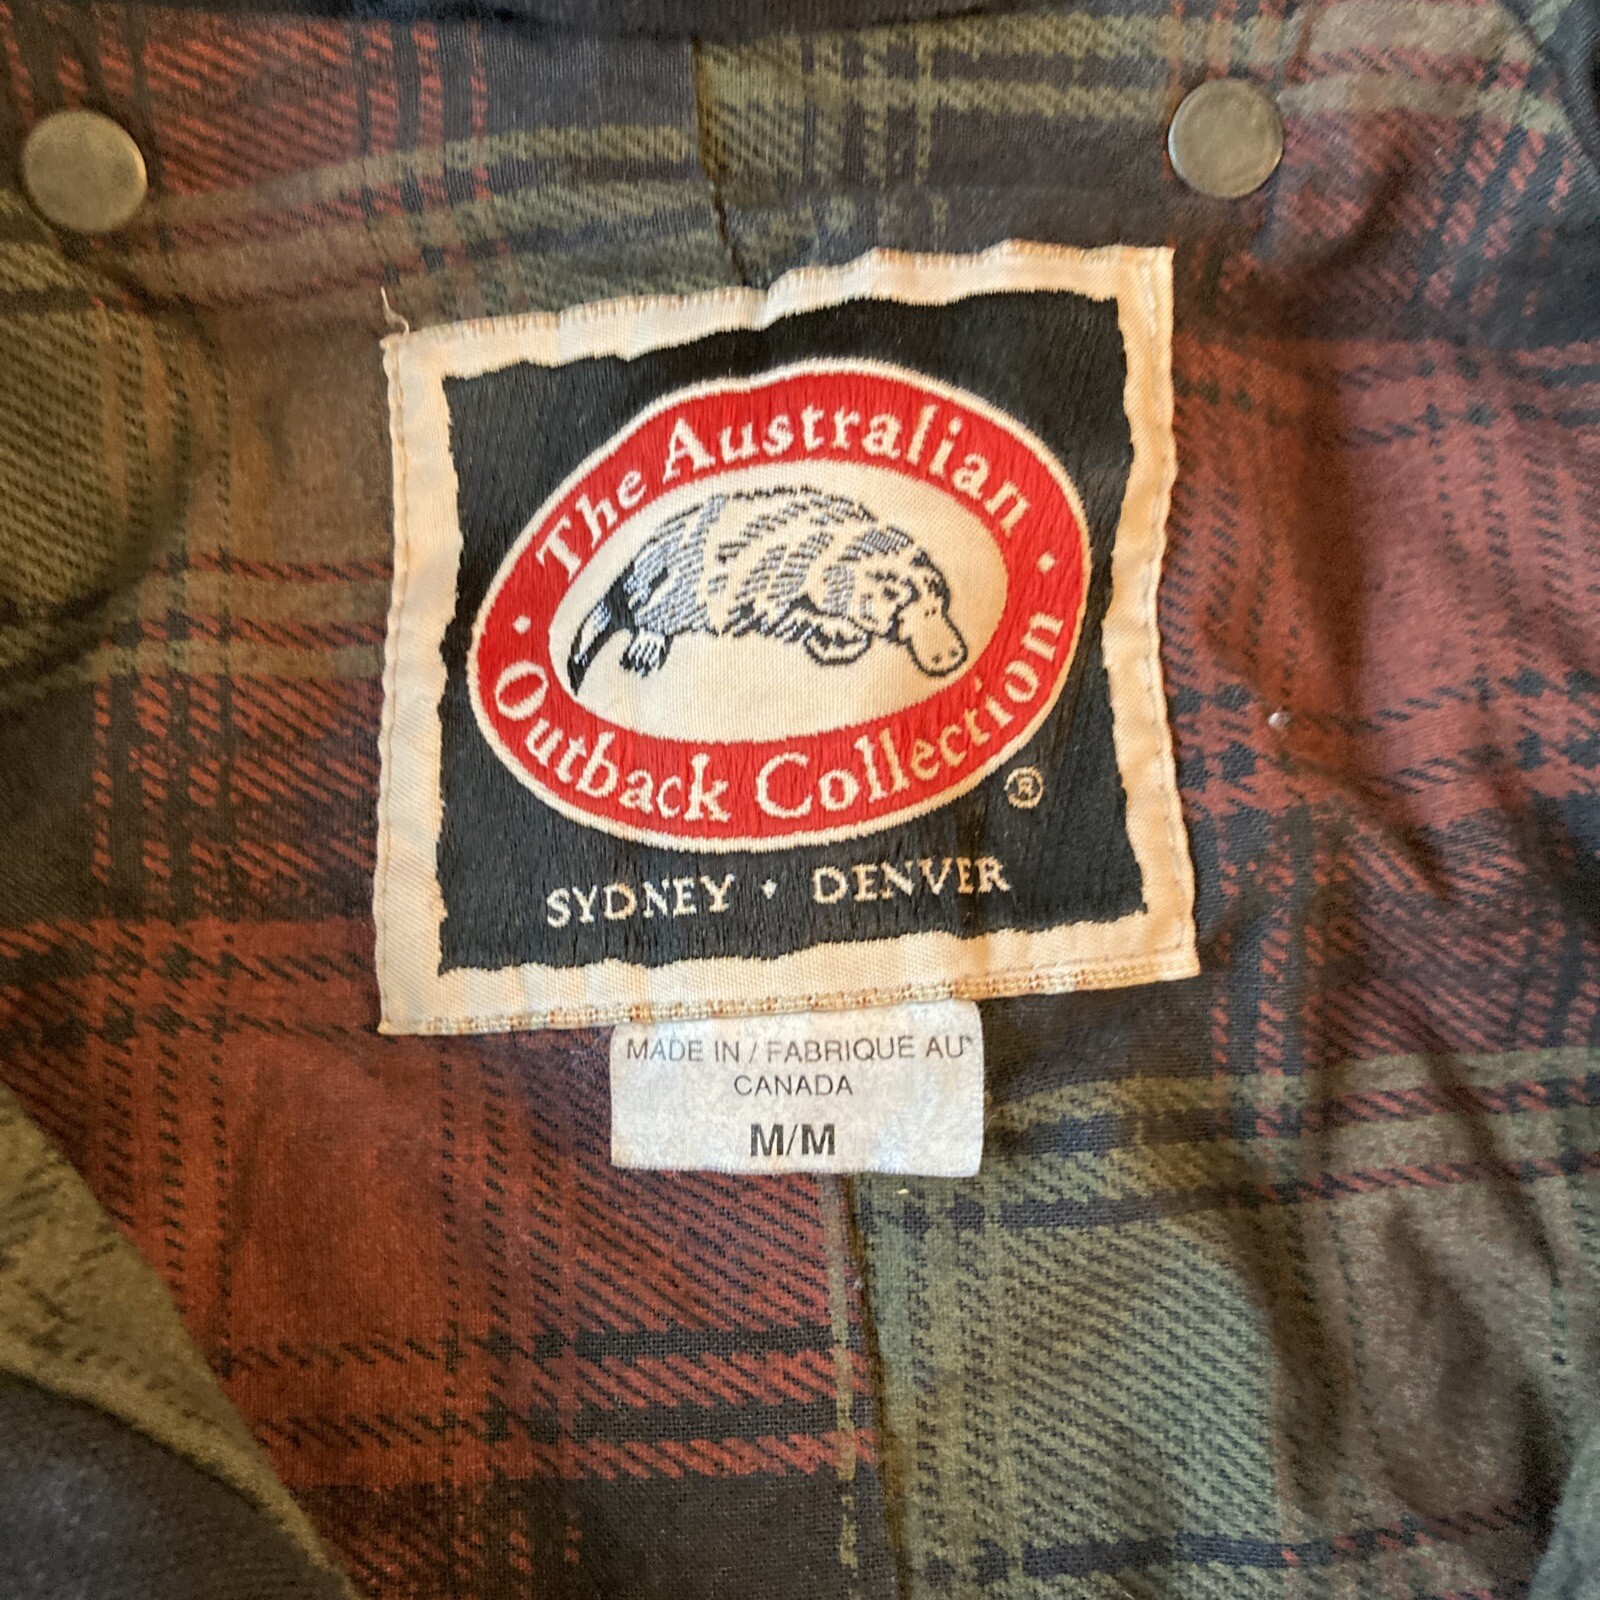 The Australian
Outback Collection
®
SYDNEY • DENVER
MADE IN / FABRIQUE AU
CANADA
M/M